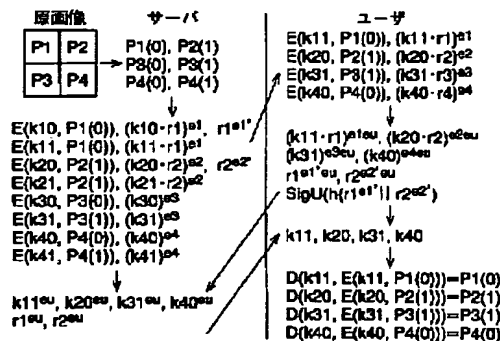 原画像
サーバ
ユーザ
P1 P2
P3 P4
P1(0), P2(1)
P3(0), P3(1)
P4(0), P4(1)
E(k10, P1(0)), (k10·r1)^e1, r1^e1'
E(k11, P1(0)), (k11·r1)^e1
E(k20, P2(1)), (k20·r2)^e2, r2^e2'
E(k21, P2(1)), (k21·r2)^e2
E(k30, P3(0)), (k30)^e3
E(k31, P3(1)), (k31)^e3
E(k40, P4(0)), (k40)^e4
E(k41, P4(1)), (k41)^e4
k11^eu, k20^eu, k31^eu, k40^eu
r1^eu, r2^eu
E(k11, P1(0)), (k11·r1)^e1
E(k20, P2(1)), (k20·r2)^e2
E(k31, P3(1)), (k31·r3)^e3
E(k40, P4(0)), (k40·r4)^e4
(k11·r1)^e1eu, (k20·r2)^e2eu
(k31)^e3eu, (k40)^e4eu
r1^e1'eu, r2^e2'eu
SigU(h(r1^e1'|| r2^e2')
k11, k20, k31, k40
D(k11, E(k11, P1(0)))=P1(0)
D(k20, E(k20, P2(1)))=P2(1)
D(k31, E(k31, P3(1)))=P3(1)
D(k40, E(k40, P4(0)))=P4(0)